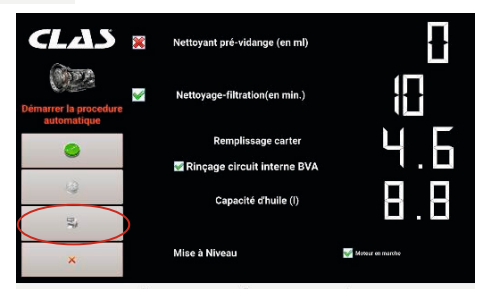 CLAS
Nettoyant pré-vidange (en ml) 0
Nettoyage-filtration(en min.) 10
Démarrer la procedure
automatique
Remplissage carter 4.6
Rinçage circuit interne BVA
Capacité d'huile (l) 8.8
Mise à Niveau
Moteur en marche